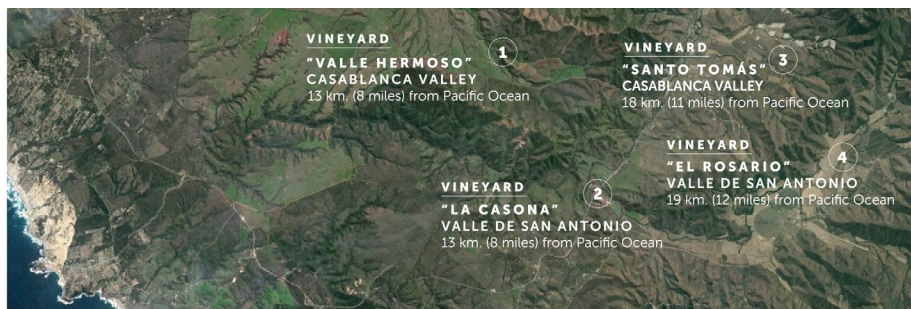 VINEYARD
1
"VALLE HERMOSO"
CASABLANCA VALLEY
13 km. (8 miles) from Pacific Ocean
VINEYARD
3
"SANTO TOMÁS"
CASABLANCA VALLEY
18 km. (11 miles) from Pacific Ocean
VINEYARD
4
"EL ROSARIO"
VALLE DE SAN ANTONIO
19 km. (12 miles) from Pacific Ocean
VINEYARD
2
"LA CASONA"
VALLE DE SAN ANTONIO
13 km. (8 miles) from Pacific Ocean